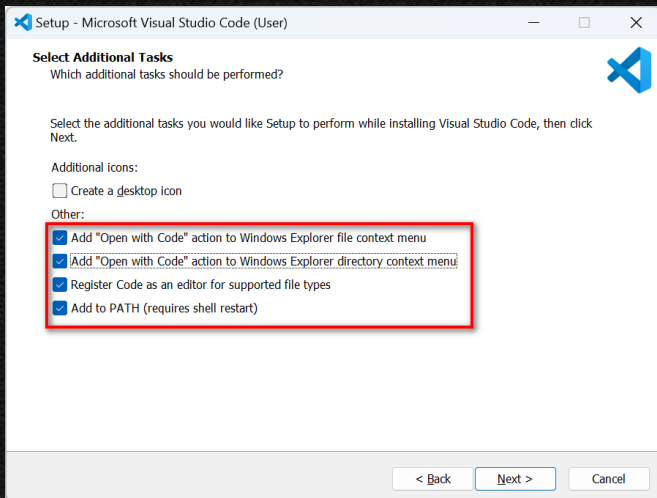 Setup - Microsoft Visual Studio Code (User)
Select Additional Tasks
Which additional tasks should be performed?
Select the additional tasks you would like Setup to perform while installing Visual Studio Code, then click
Next.
Additional icons:
Create a desktop icon
Other:
Add "Open with Code" action to Windows Explorer file context menu
Add "Open with Code" action to Windows Explorer directory context menu
Register Code as an editor for supported file types
Add to PATH (requires shell restart)
< Back
Next >
Cancel